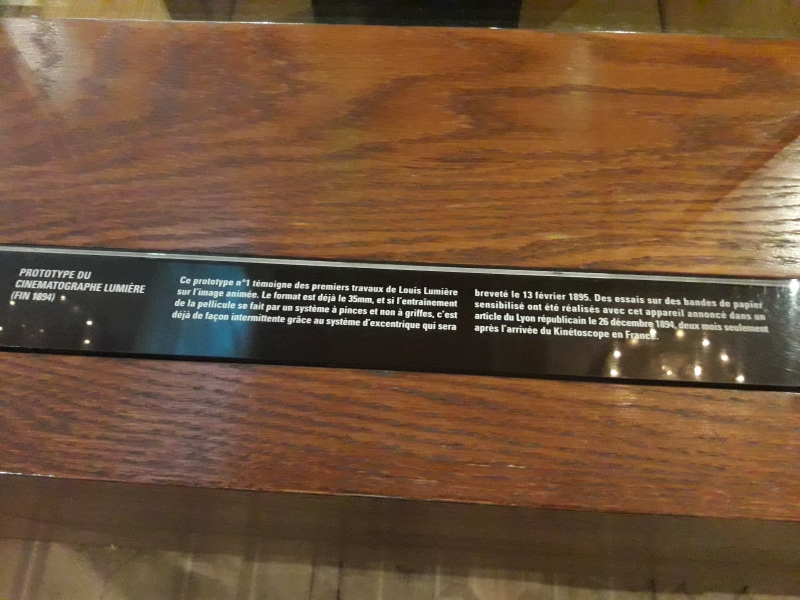 PROTOTYPE DU
CINEMATOGRAPHE LUMIÈRE
(FIN 1894)
Ce prototype n°1 témoigne des premiers travaux de Louis Lumière
sur l'image animée. Le format est déjà le 35mm, et si l'entraînement
de la pellicule se fait par un système à pinces et non à griffes, c'est
déjà de façon intermittente grâce au système d'excentrique qui sera
breveté le 13 février 1895. Des essais sur des bandes de papier
sensibilisé ont été réalisés avec cet appareil annoncé dans un
article du Lyon républicain le 26 décembre 1894, deux mois seulement
après l'arrivée du Kinétoscope en France.